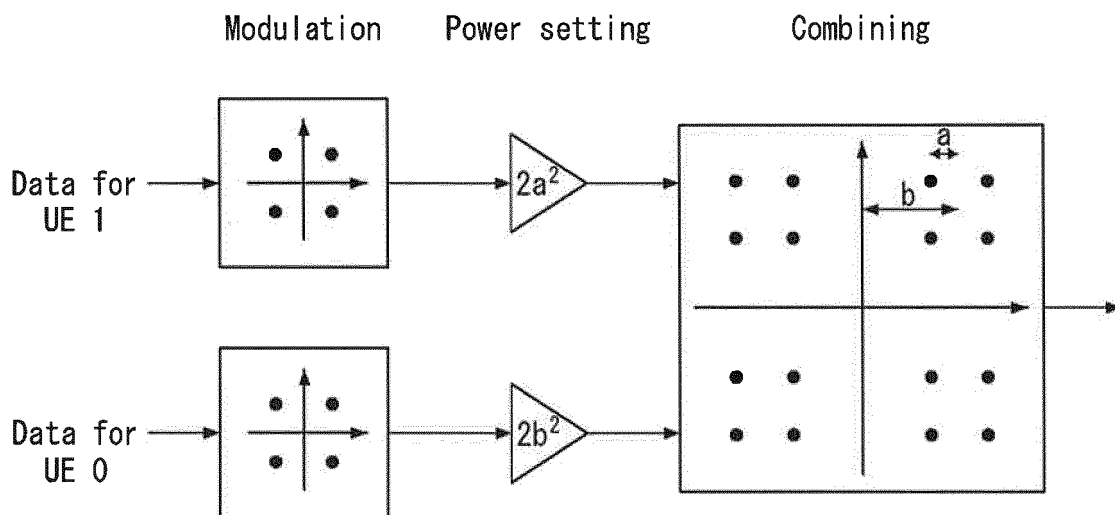 Modulation Power setting Combining
Data for
UE 1
2a²
a
b
Data for
UE 0
2b²